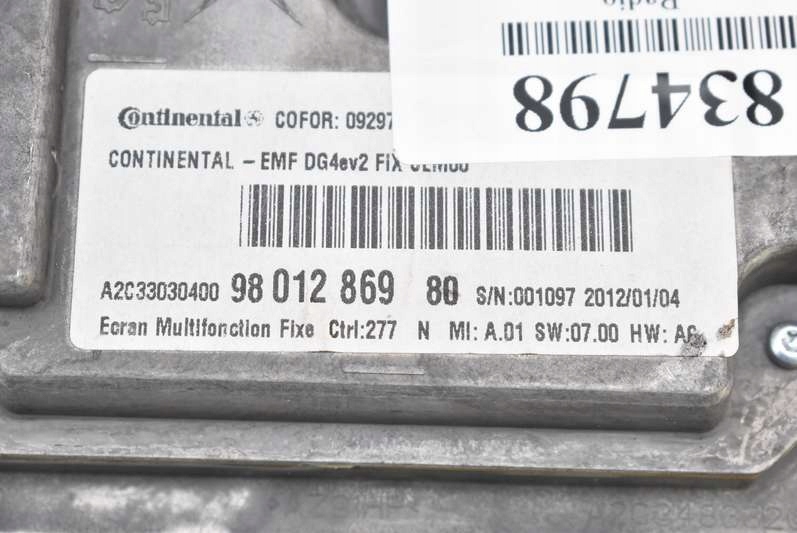 Radio
834798
Continental COFOR: 09297
CONTINENTAL - EMF DG4ev2 FIX
A2C33030400 98 012 869 80 S/N:001097 2012/01/04
Ecran Multifonction Fixe Ctrl:277 N MI: A.01 SW:07.00 HW: